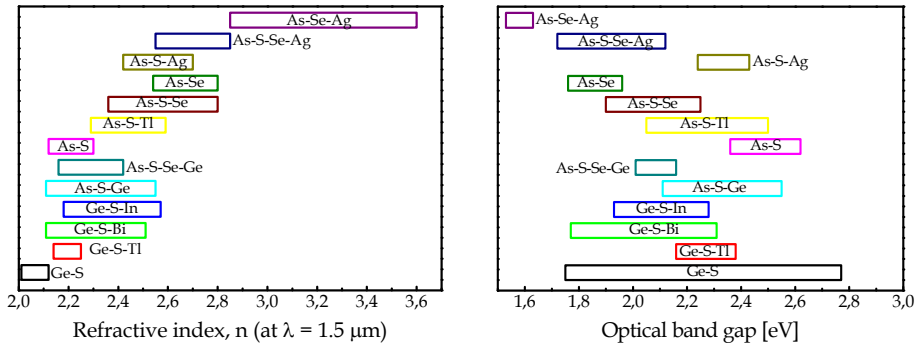 As-Se-Ag
As-S-Se-Ag
As-S-Ag
As-Se
As-S-Se
As-S-Tl
As-S
As-S-Se-Ge
As-S-Ge
Ge-S-In
Ge-S-Bi
Ge-S-Tl
Ge-S
2,0 2,2 2,4 2,6 2,8 3,0 3,2 3,4 3,6
Refractive index, n (at λ = 1.5 μm)
As-Se-Ag
As-S-Se-Ag
As-S-Ag
As-Se
As-S-Se
As-S-Tl
As-S
As-S-Se-Ge
As-S-Ge
Ge-S-In
Ge-S-Bi
Ge-S-Tl
Ge-S
1,6 1,8 2,0 2,2 2,4 2,6 2,8 3,0
Optical band gap [eV]